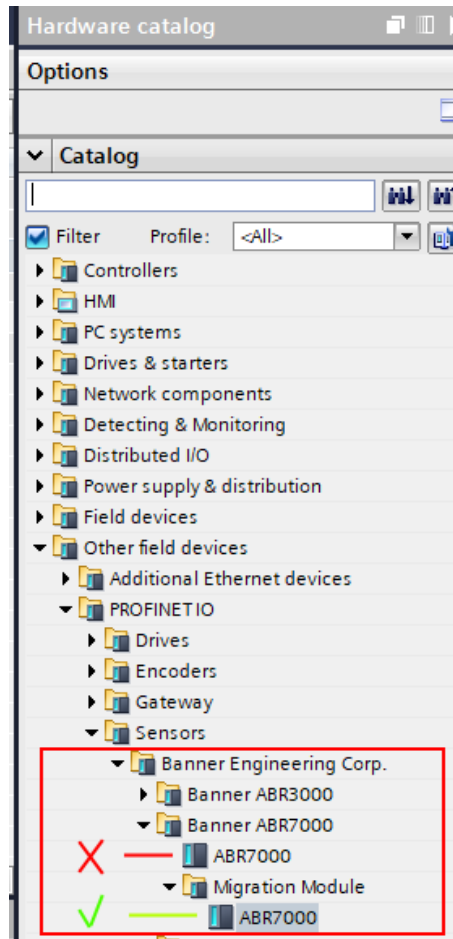 Hardware catalog
Options
Catalog
Filter Profile: <All>
Controllers
HMI
PC systems
Drives & starters
Network components
Detecting & Monitoring
Distributed I/O
Power supply & distribution
Field devices
Other field devices
Additional Ethernet devices
PROFINET IO
Drives
Encoders
Gateway
Sensors
Banner Engineering Corp.
Banner ABR3000
Banner ABR7000
ABR7000
Migration Module
ABR7000